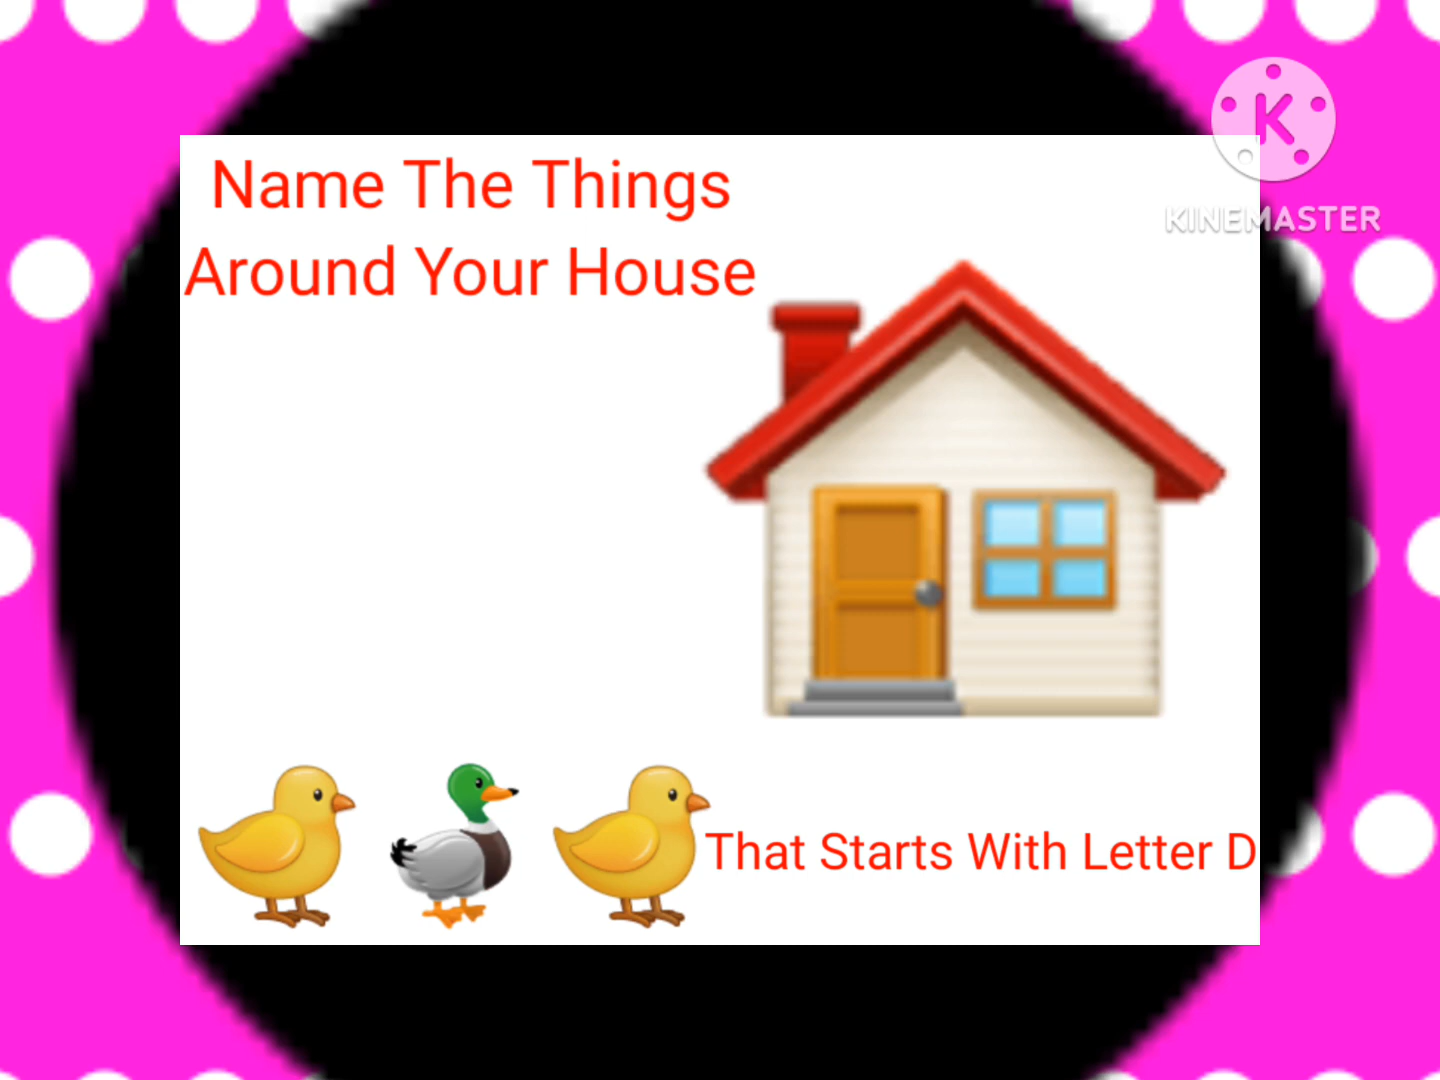 Name The Things
Around Your House
K
KINEMASTER
That Starts With Letter D